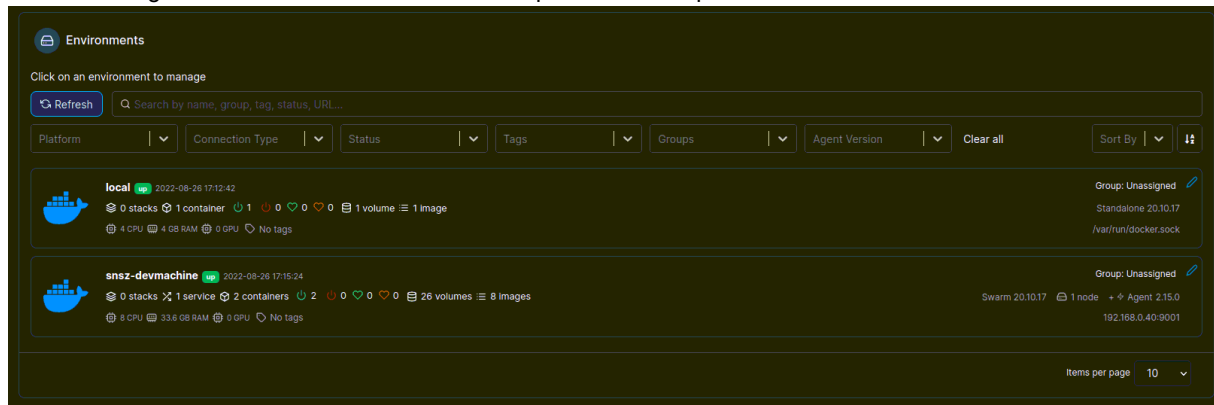 Environments
Click on an environment to manage
Refresh
Search by name, group, tag, status, URL...
Platform Connection Type Status Tags Groups Agent Version Clear all Sort By
local up 2022-08-26 17:12:42 Group: Unassigned
0 stacks 1 container 1 0 0 0 1 volume 1 image Standalone 20.10.17
4 CPU 4 GB RAM 0 GPU No tags /var/run/docker.sock
snsz-devmachine up 2022-08-26 17:15:24 Group: Unassigned
0 stacks 1 service 2 containers 2 0 0 0 26 volumes 8 images Swarm 20.10.17 1 node + Agent 2.15.0
8 CPU 33.6 GB RAM 0 GPU No tags 192.168.0.40:9001
Items per page 10